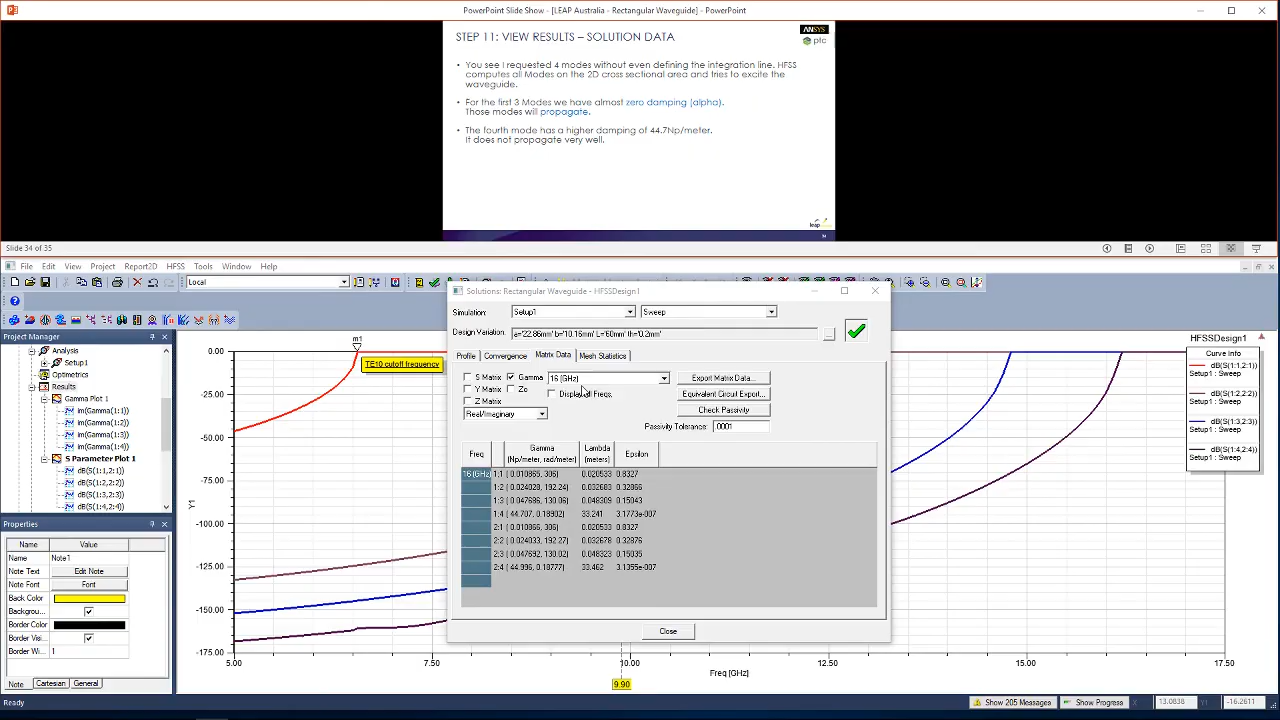 PowerPoint Slide Show - [LEAP Australia - Rectangular Waveguide] - PowerPoint
STEP 11: VIEW RESULTS – SOLUTION DATA
ANSYS
ptc
You see I requested 4 modes without even defining the integration line. HFSS
computes all Modes on the 2D cross sectional area and tries to excite the
waveguide.
For the first 3 Modes we have almost zero damping (alpha).
Those modes will propagate.
The fourth mode has a higher damping of 44.7Np/meter.
It does not propagate very well.
leap
Slide 34 of 35
File Edit View Project Report2D HFSS Tools Window Help
Local
Project Manager
Analysis
Setup1
Optimetrics
Results
Gamma Plot 1
im(Gamma(1:1))
im(Gamma(1:2))
im(Gamma(1:3))
im(Gamma(1:4))
S Parameter Plot 1
dB(S(1:1,2:1))
dB(S(1:2,2:2))
dB(S(1:3,2:3))
dB(S(1:4,2:4))
Properties
Name Value
Name Note1
Note Text Edit Note
Note Font Font
Back Color
Backgrou...
Border Color
Border Visi...
Border Wi... 1
Note Cartesian General
Ready
m1
TE10 cutoff frequency
0.00
-25.00
-50.00
-75.00
-100.00
-125.00
-150.00
-175.00
Y1
5.00 7.50 10.00 12.50 15.00 17.50
Freq [GHz]
9.90
HFSSDesign1
Curve Info
dB(S(1:1,2:1))
Setup1 : Sweep
dB(S(1:2,2:2))
Setup1 : Sweep
dB(S(1:3,2:3))
Setup1 : Sweep
dB(S(1:4,2:4))
Setup1 : Sweep
Solutions: Rectangular Waveguide - HFSSDesign1
Simulation: Setup1 Sweep
Design Variation: a='22.86mm' b='10.16mm' L='60mm' th='0.2mm' ...
Profile Convergence Matrix Data Mesh Statistics
S Matrix Gamma 16 (GHz) Export Matrix Data...
Y Matrix Zo Display all Freqs. Equivalent Circuit Export...
Z Matrix
Real/Imaginary Check Passivity
Passivity Tolerance: .0001
Freq Gamma (Np/meter, rad/meter) Lambda (meters) Epsilon
16 (GHz) 1:1 ( 0.010865, 306) 0.020533 0.8327
1:2 ( 0.024028, 192.24) 0.032683 0.32866
1:3 ( 0.047686, 130.06) 0.048309 0.15043
1:4 ( 44.707, 0.18902) 33.241 3.1773e-007
2:1 ( 0.010866, 306) 0.020533 0.8327
2:2 ( 0.024033, 192.28) 0.032678 0.32876
2:3 ( 0.047692, 130.02) 0.048323 0.15035
2:4 ( 44.996, 0.18777) 33.462 3.1355e-007
Close
Show 205 Messages Show Progress 13.0838 -16.2611